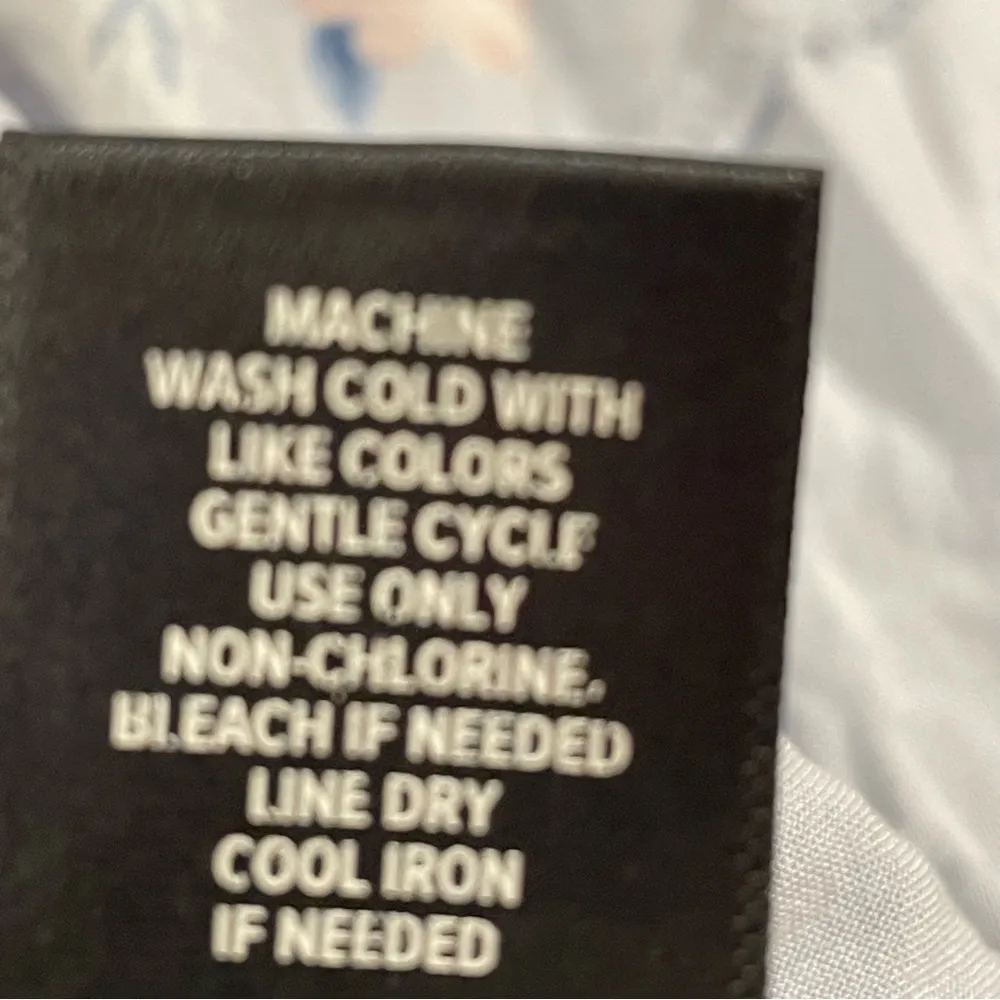 MACHINE
WASH COLD WITH
LIKE COLORS
GENTLE CYCLE
USE ONLY
NON-CHLORINE
BLEACH IF NEEDED
LINE DRY
COOL IRON
IF NEEDED